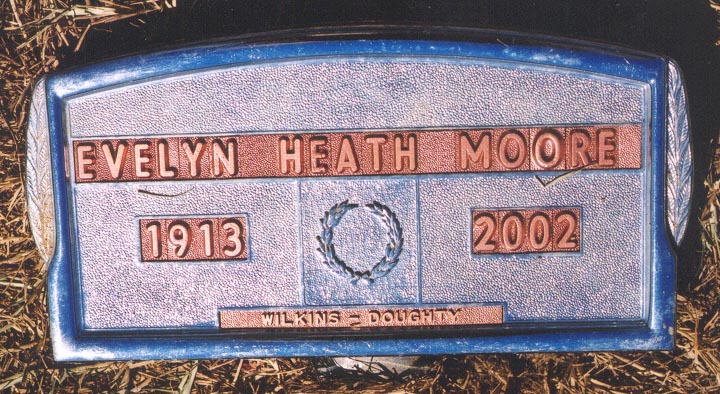 EVELYN HEATH MOORE
1913 2002
WILKINS - DOUGHTY